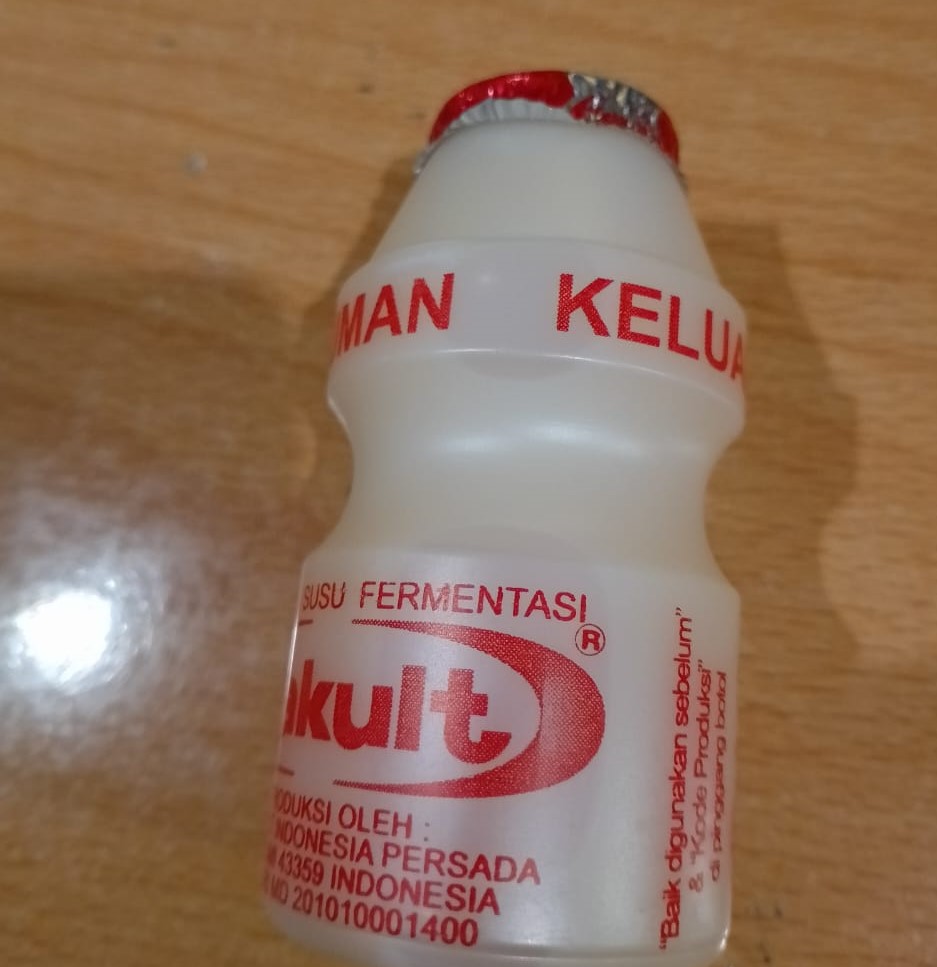 MAN KELUA
SUSU FERMENTASI
akult ®
ODUKSI OLEH :
INDONESIA PERSADA
43359 INDONESIA
MD 201010001400
"Baik digunakan sebelum"
& "Kode Produksi"
di pinggang botol